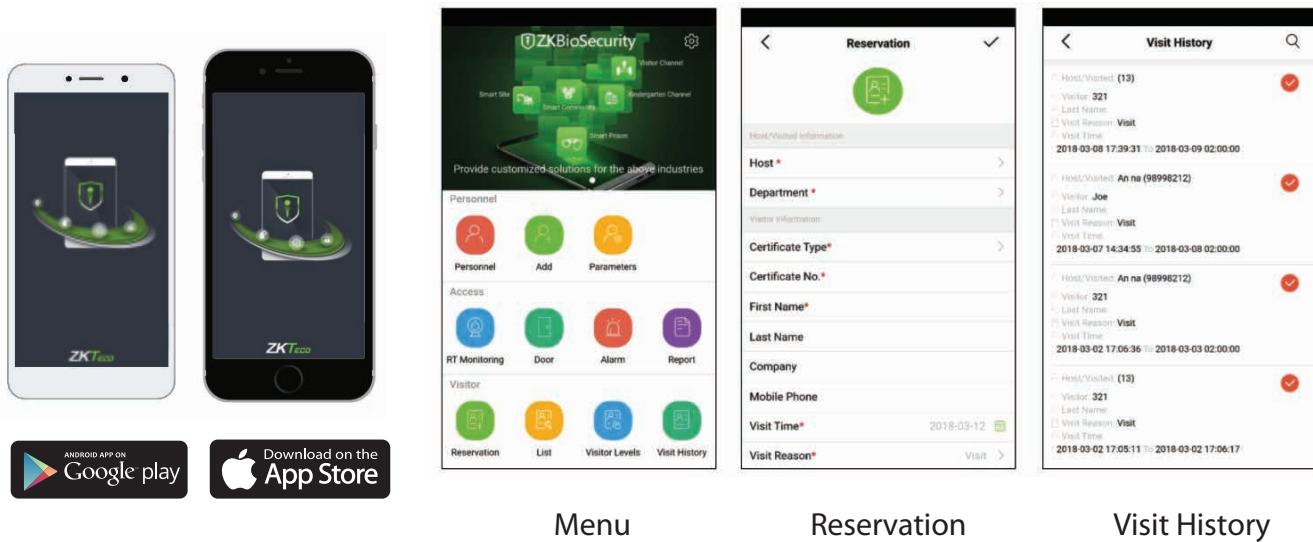 ZKTeco
ZKTeco
ANDROID APP ON
Google play
Download on the
App Store
ZKBioSecurity
Visitor Channel
Smart Site
Smart Community
Kindergarten Channel
Smart Prison
Provide customized solutions for the above industries
Personnel
Personnel Add Parameters
Access
RT Monitoring Door Alarm Report
Visitor
Reservation List Visitor Levels Visit History
Menu
Reservation
Host/Visited Information
Host *
Department *
Visitor Information
Certificate Type*
Certificate No.*
First Name*
Last Name
Company
Mobile Phone
Visit Time* 2018-03-12
Visit Reason* Visit
Reservation
Visit History
Host/Visited: (13)
Visitor: 321
Last Name:
Visit Reason: Visit
Visit Time:
2018-03-08 17:39:31 To 2018-03-09 02:00:00
Host/Visited: An na (98998212)
Visitor: Joe
Last Name:
Visit Reason: Visit
Visit Time:
2018-03-07 14:34:55 To 2018-03-08 02:00:00
Host/Visited: An na (98998212)
Visitor: 321
Last Name:
Visit Reason: Visit
Visit Time:
2018-03-02 17:06:36 To 2018-03-03 02:00:00
Host/Visited: (13)
Visitor: 321
Last Name:
Visit Reason: Visit
Visit Time:
2018-03-02 17:05:11 To 2018-03-02 17:06:17
Visit History